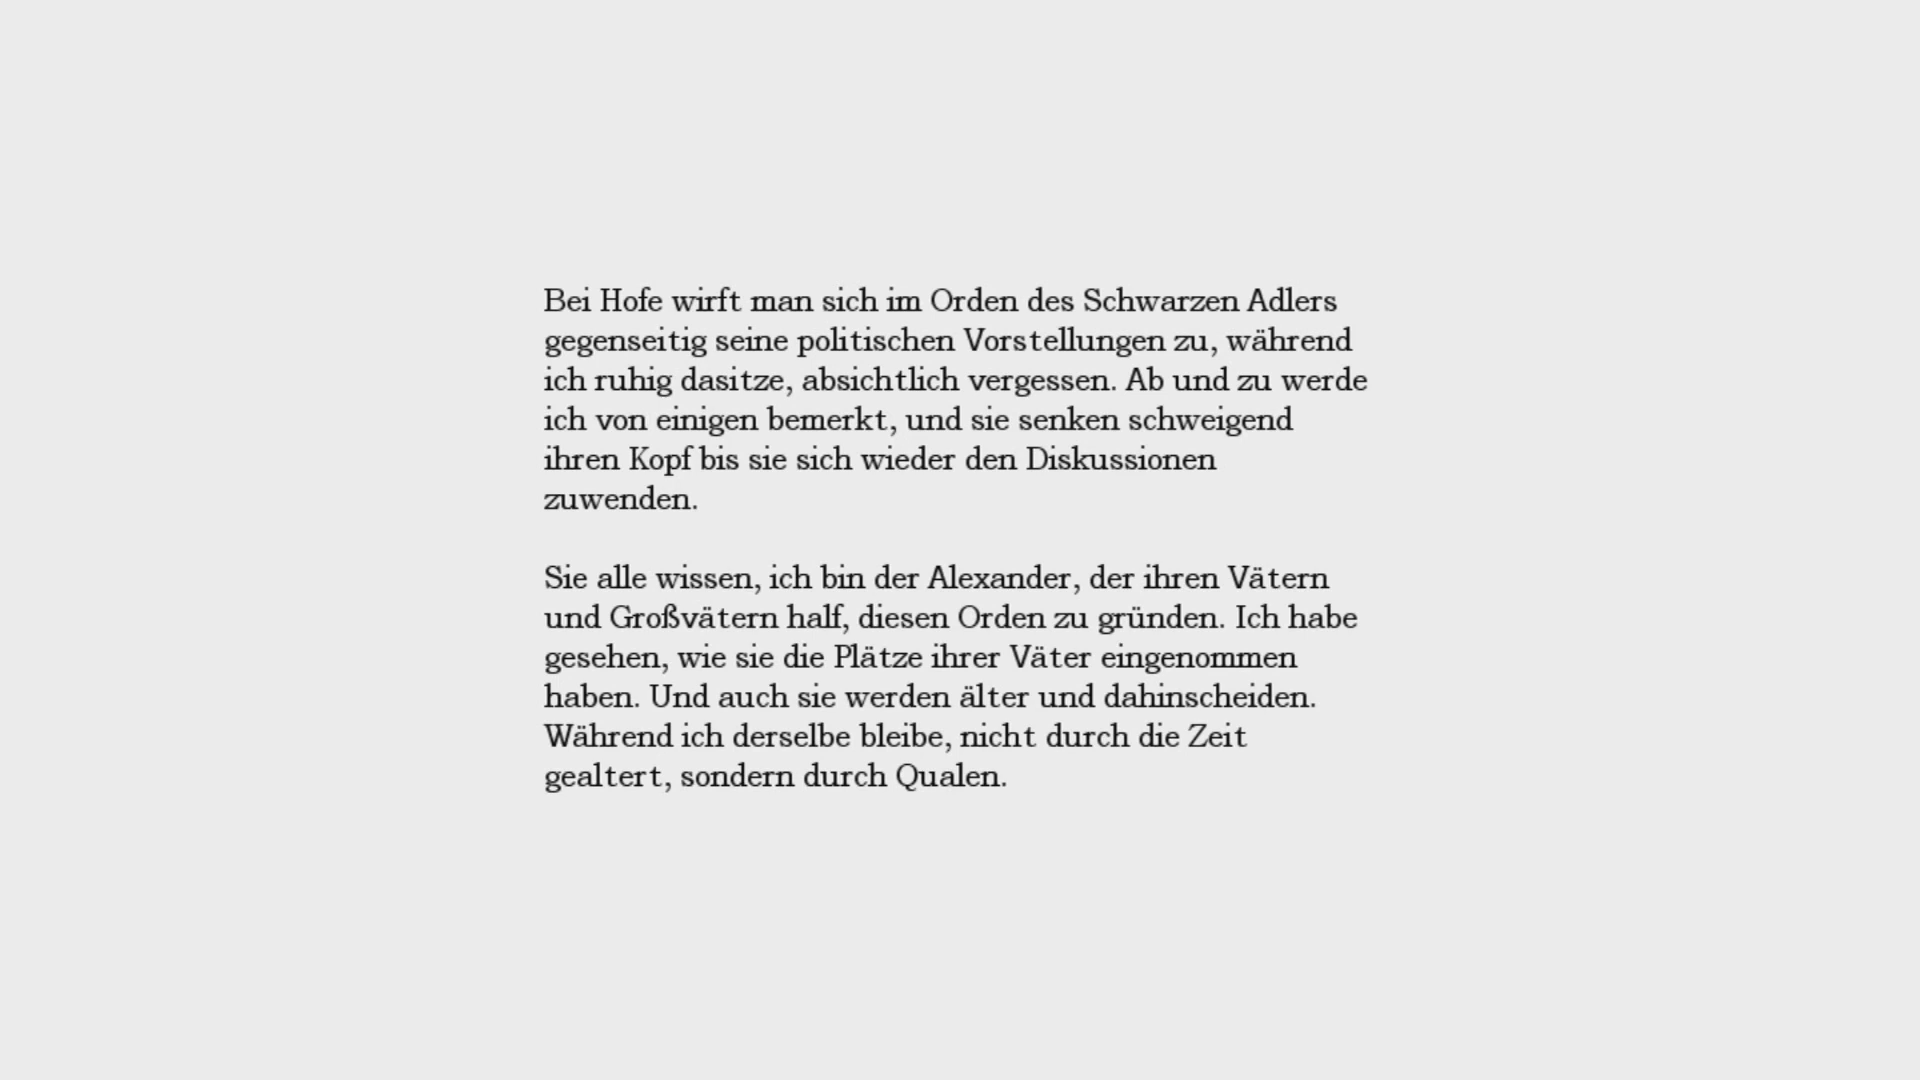 Bei Hofe wirft man sich im Orden des Schwarzen Adlers
gegenseitig seine politischen Vorstellungen zu, während
ich ruhig dasitze, absichtlich vergessen. Ab und zu werde
ich von einigen bemerkt, und sie senken schweigend
ihren Kopf bis sie sich wieder den Diskussionen
zuwenden.
Sie alle wissen, ich bin der Alexander, der ihren Vätern
und Großvätern half, diesen Orden zu gründen. Ich habe
gesehen, wie sie die Plätze ihrer Väter eingenommen
haben. Und auch sie werden älter und dahinscheiden.
Während ich derselbe bleibe, nicht durch die Zeit
gealtert, sondern durch Qualen.